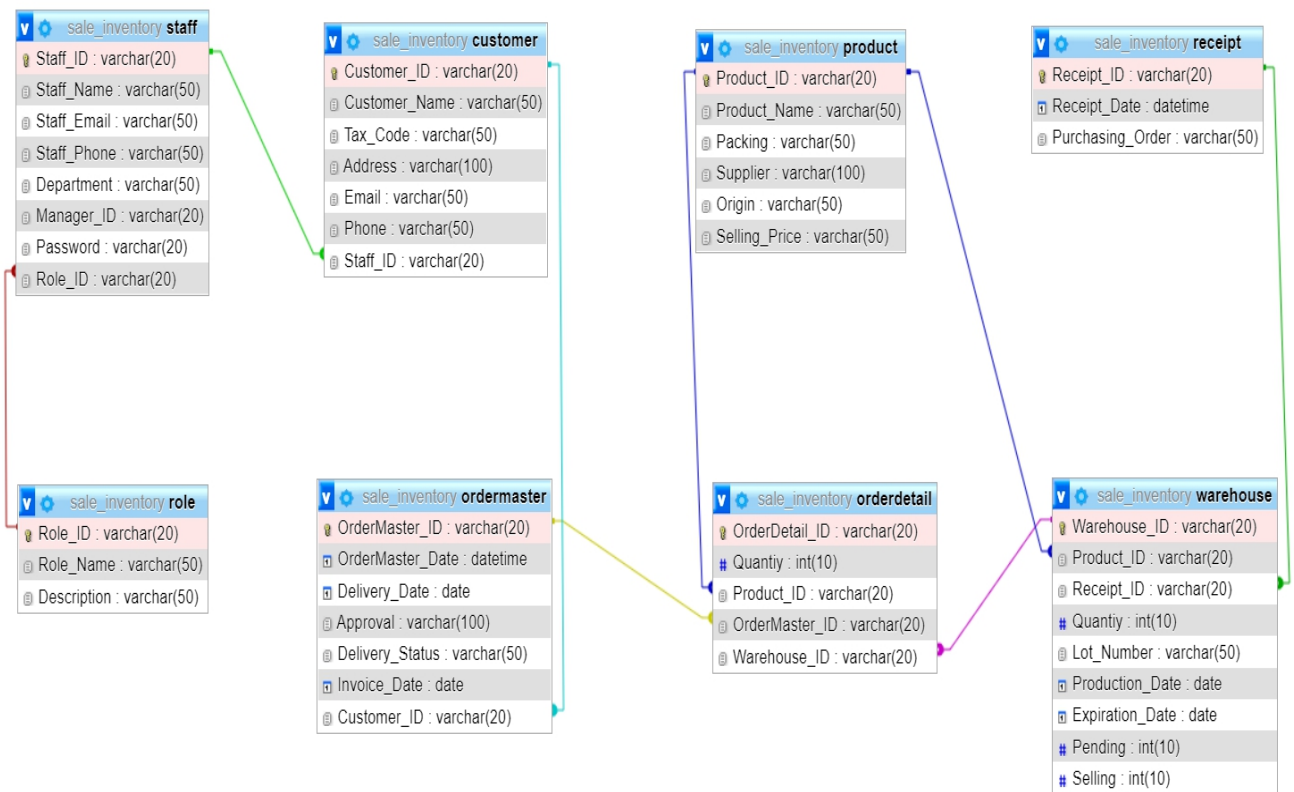 sale_inventory staff
Staff_ID : varchar(20)
Staff_Name : varchar(50)
Staff_Email : varchar(50)
Staff_Phone : varchar(50)
Department : varchar(50)
Manager_ID : varchar(20)
Password : varchar(20)
Role_ID : varchar(20)
sale_inventory customer
Customer_ID : varchar(20)
Customer_Name : varchar(50)
Tax_Code : varchar(50)
Address : varchar(100)
Email : varchar(50)
Phone : varchar(50)
Staff_ID : varchar(20)
sale_inventory product
Product_ID : varchar(20)
Product_Name : varchar(50)
Packing : varchar(50)
Supplier : varchar(100)
Origin : varchar(50)
Selling_Price : varchar(50)
sale_inventory receipt
Receipt_ID : varchar(20)
Receipt_Date : datetime
Purchasing_Order : varchar(50)
sale_inventory role
Role_ID : varchar(20)
Role_Name : varchar(50)
Description : varchar(50)
sale_inventory ordermaster
OrderMaster_ID : varchar(20)
OrderMaster_Date : datetime
Delivery_Date : date
Approval : varchar(100)
Delivery_Status : varchar(50)
Invoice_Date : date
Customer_ID : varchar(20)
sale_inventory orderdetail
OrderDetail_ID : varchar(20)
Quantiy : int(10)
Product_ID : varchar(20)
OrderMaster_ID : varchar(20)
Warehouse_ID : varchar(20)
sale_inventory warehouse
Warehouse_ID : varchar(20)
Product_ID : varchar(20)
Receipt_ID : varchar(20)
Quantiy : int(10)
Lot_Number : varchar(50)
Production_Date : date
Expiration_Date : date
Pending : int(10)
Selling : int(10)